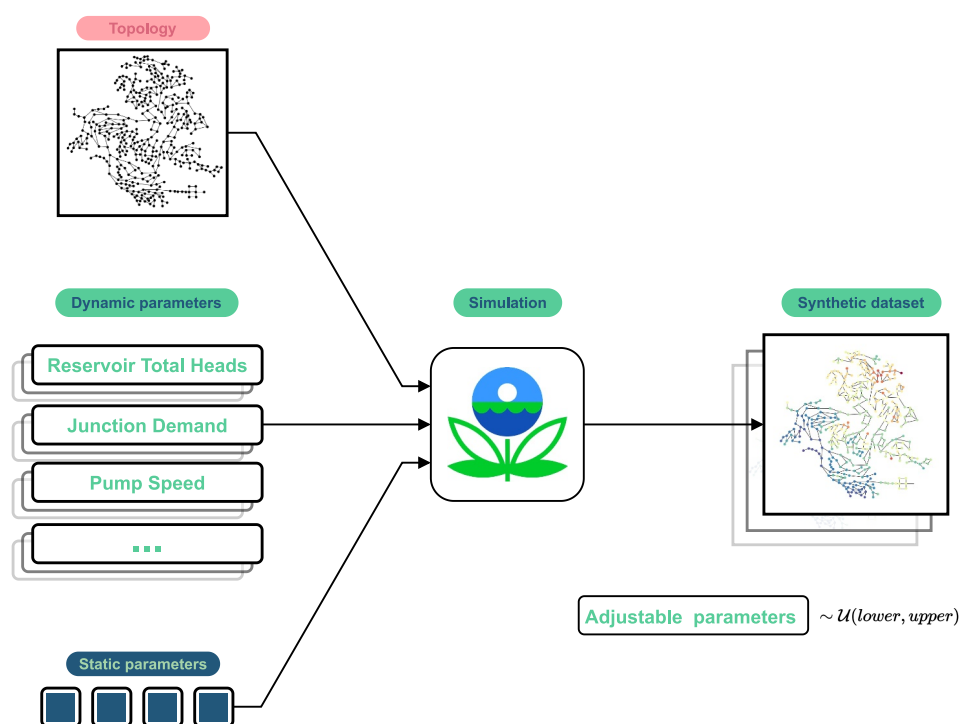 Topology
Dynamic parameters
Simulation
Synthetic dataset
Reservoir Total Heads
Junction Demand
Pump Speed
...
Adjustable parameters ∼ 𝒰(lower, upper)
Static parameters